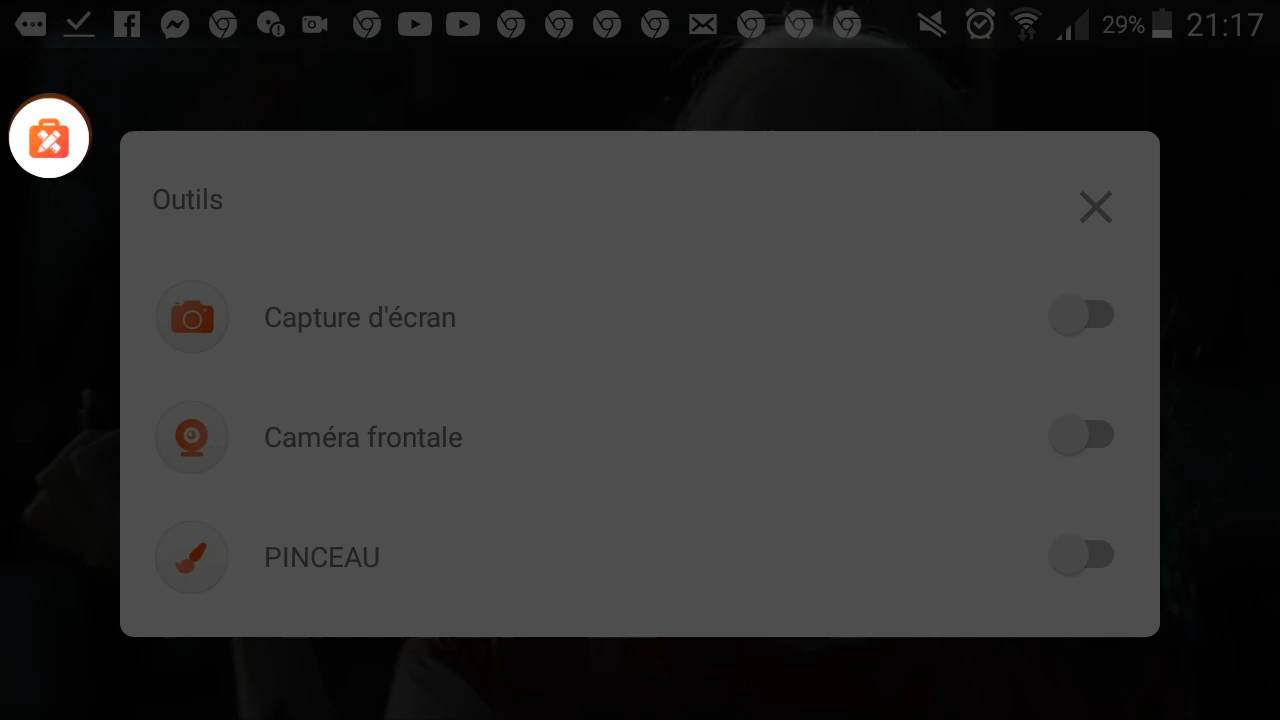 29% 21:17
Outils
Capture d'écran
Caméra frontale
PINCEAU